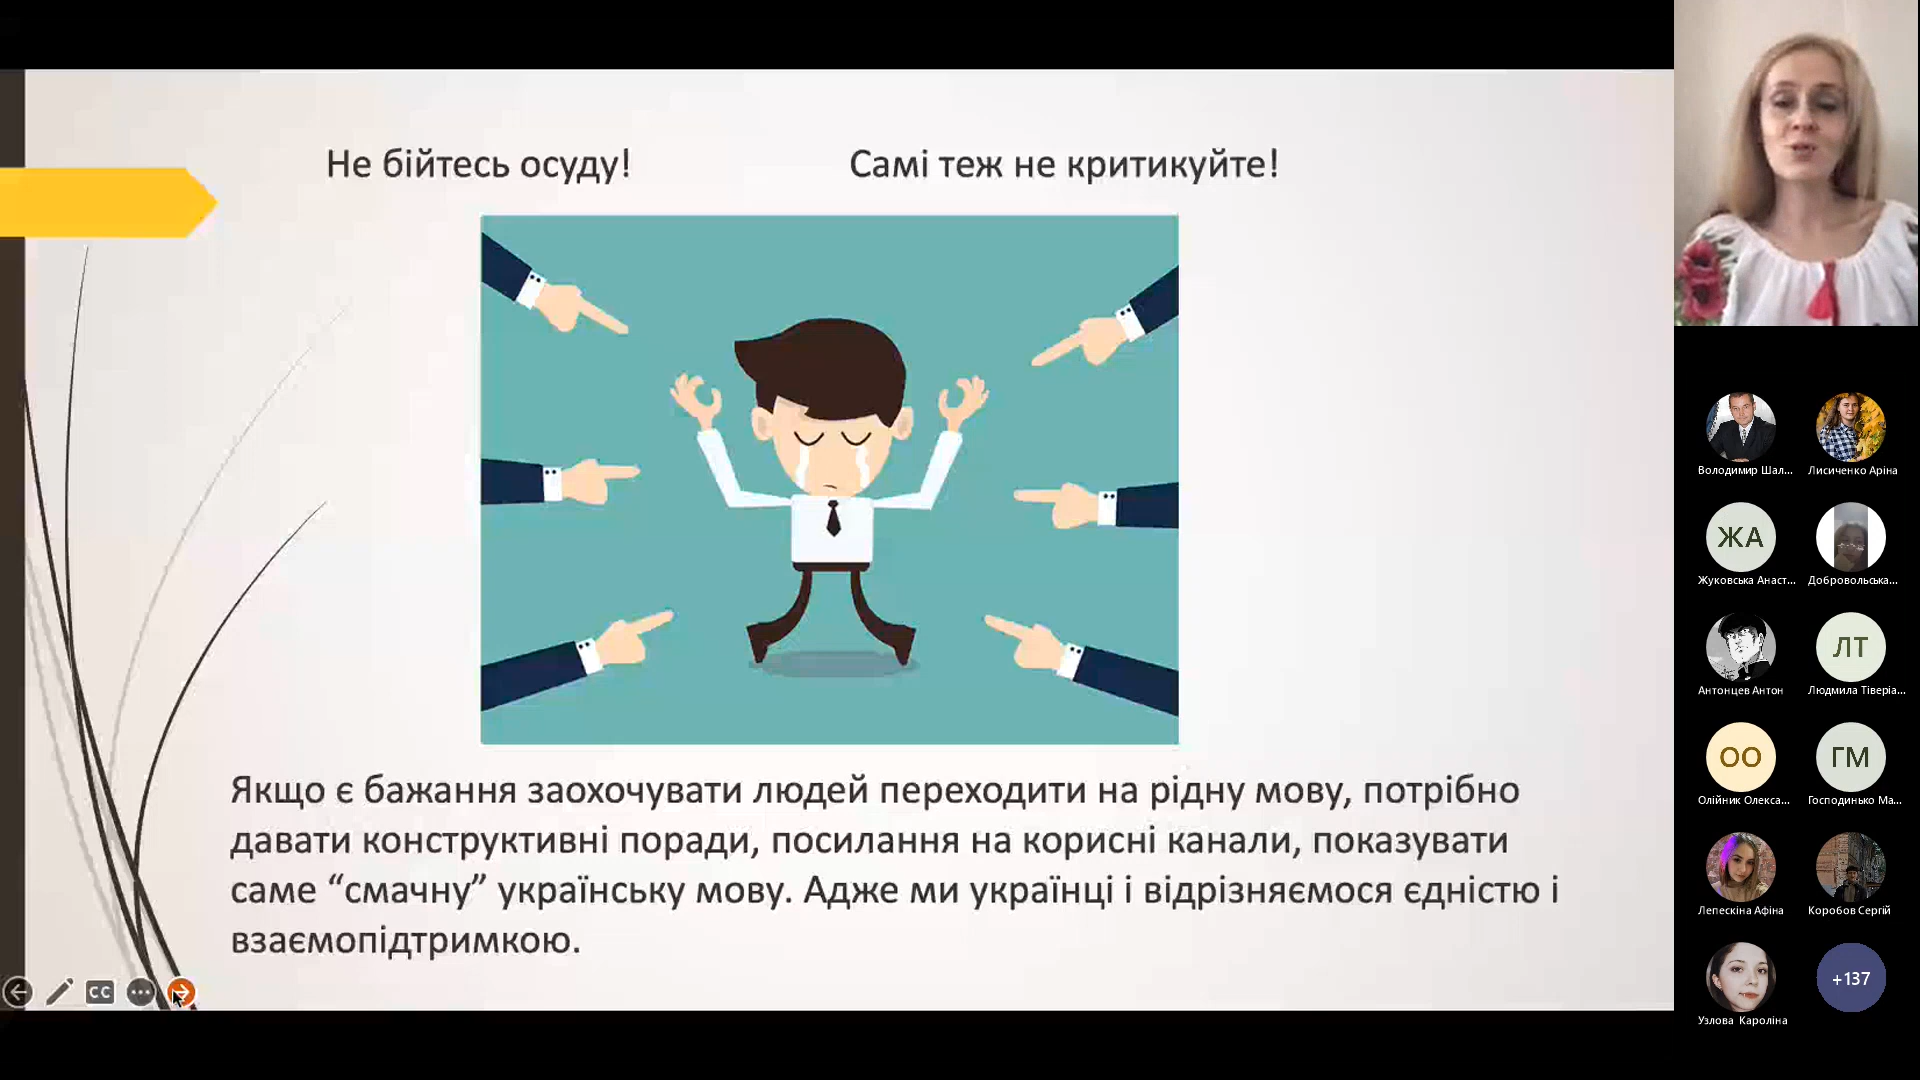 Не бійтесь осуду!
Самі теж не критикуйте!
Якщо є бажання заохочувати людей переходити на рідну мову, потрібно
давати конструктивні поради, посилання на корисні канали, показувати
саме “смачну” українську мову. Адже ми українці і відрізняємося єдністю і
взаємопідтримкою.
CC
Володимир Шал...
Лисиченко Аріна
ЖА
Жуковська Анаст...
Добровольська...
Антонцев Антон
ЛТ
Людмила Тіверіа...
ОО
Олійник Олекса...
ГМ
Господинько Ма...
Лепескіна Афіна
Коробов Сергій
Узлова Кароліна
+137